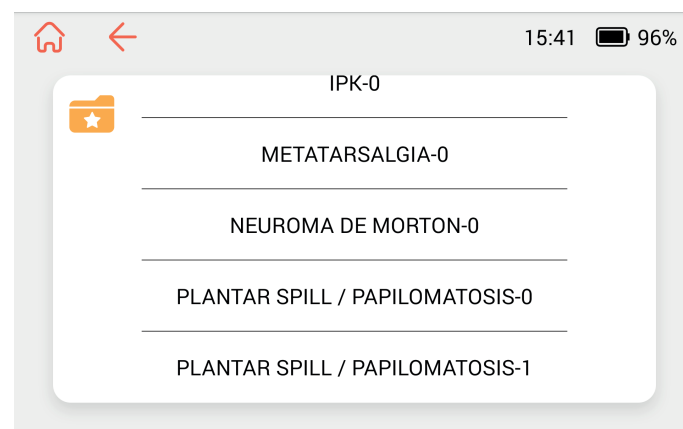 15:41 96%
IPK-0
METATARSALGIA-0
NEUROMA DE MORTON-0
PLANTAR SPILL / PAPILOMATOSIS-0
PLANTAR SPILL / PAPILOMATOSIS-1